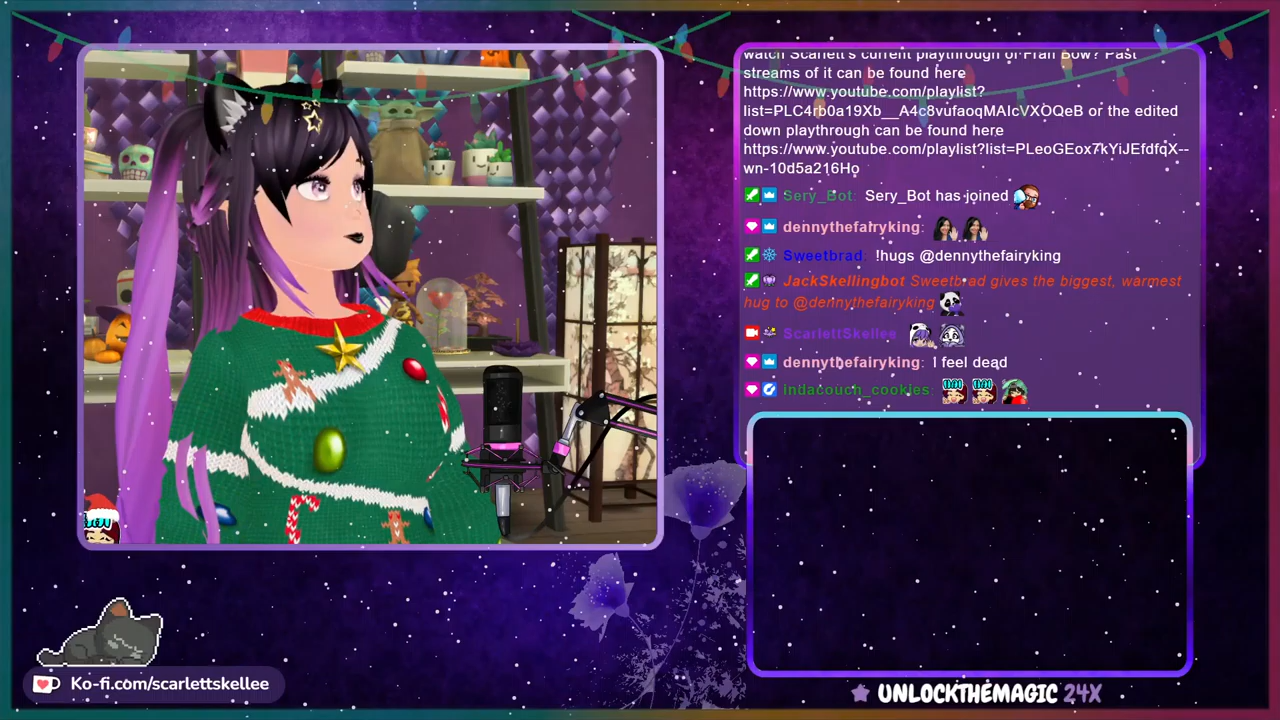 watch Scarlett's current playthrough of Fran Bow? Past
streams of it can be found here
https://www.youtube.com/playlist?
list=PLC4rb0a19Xb__A4c8vufaoqMAIcVXOQeB or the edited
down playthrough can be found here
https://www.youtube.com/playlist?list=PLeoGEox7kYiJEfdfqX--
wn-10d5a216Ho
Sery_Bot: Sery_Bot has joined
dennythefairyking:
Sweetbrad: !hugs @dennythefairyking
JackSkellingbot Sweetbrad gives the biggest, warmest
hug to @dennythefairyking
ScarlettSkellee
dennythefairyking: I feel dead
indacouch_cookies:
Ko-fi.com/scarlettskellee
UNLOCKTHEMAGIC 24X